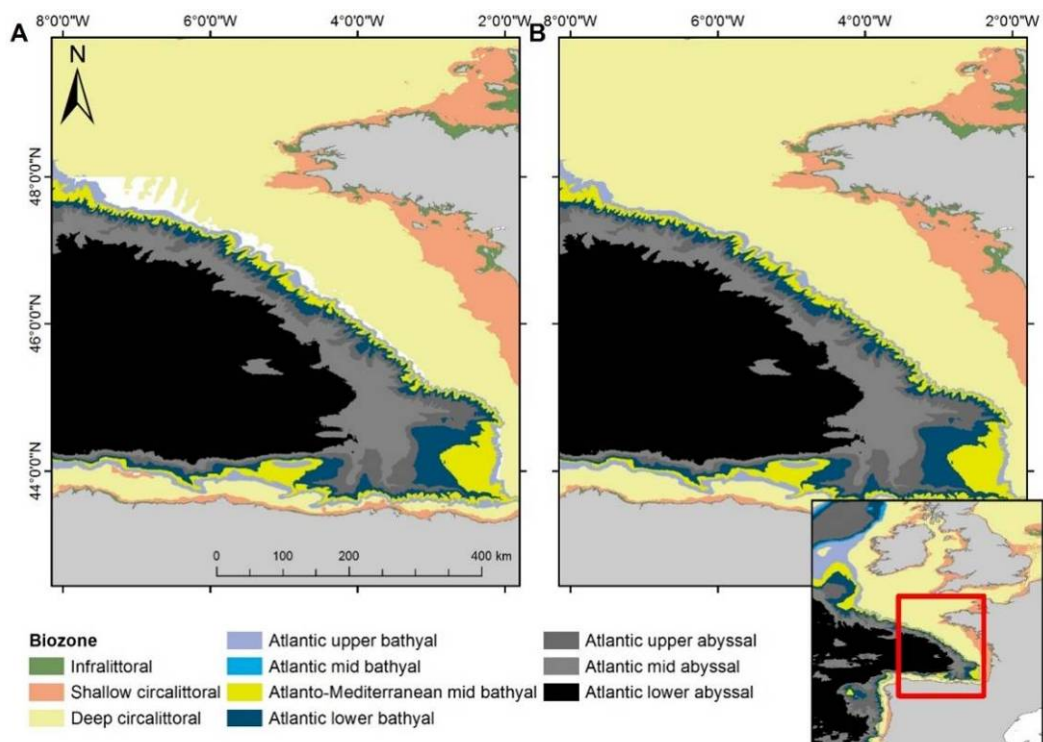 A
8°0'0"W 6°0'0"W 4°0'0"W 2°0'0"W
B
8°0'0"W 6°0'0"W 4°0'0"W 2°0'0"W
N
48°0'0"N
46°0'0"N
44°0'0"N
0 100 200 400 km
Biozone
Infralittoral
Shallow circalittoral
Deep circalittoral
Atlantic upper bathyal
Atlantic mid bathyal
Atlanto-Mediterranean mid bathyal
Atlantic lower bathyal
Atlantic upper abyssal
Atlantic mid abyssal
Atlantic lower abyssal